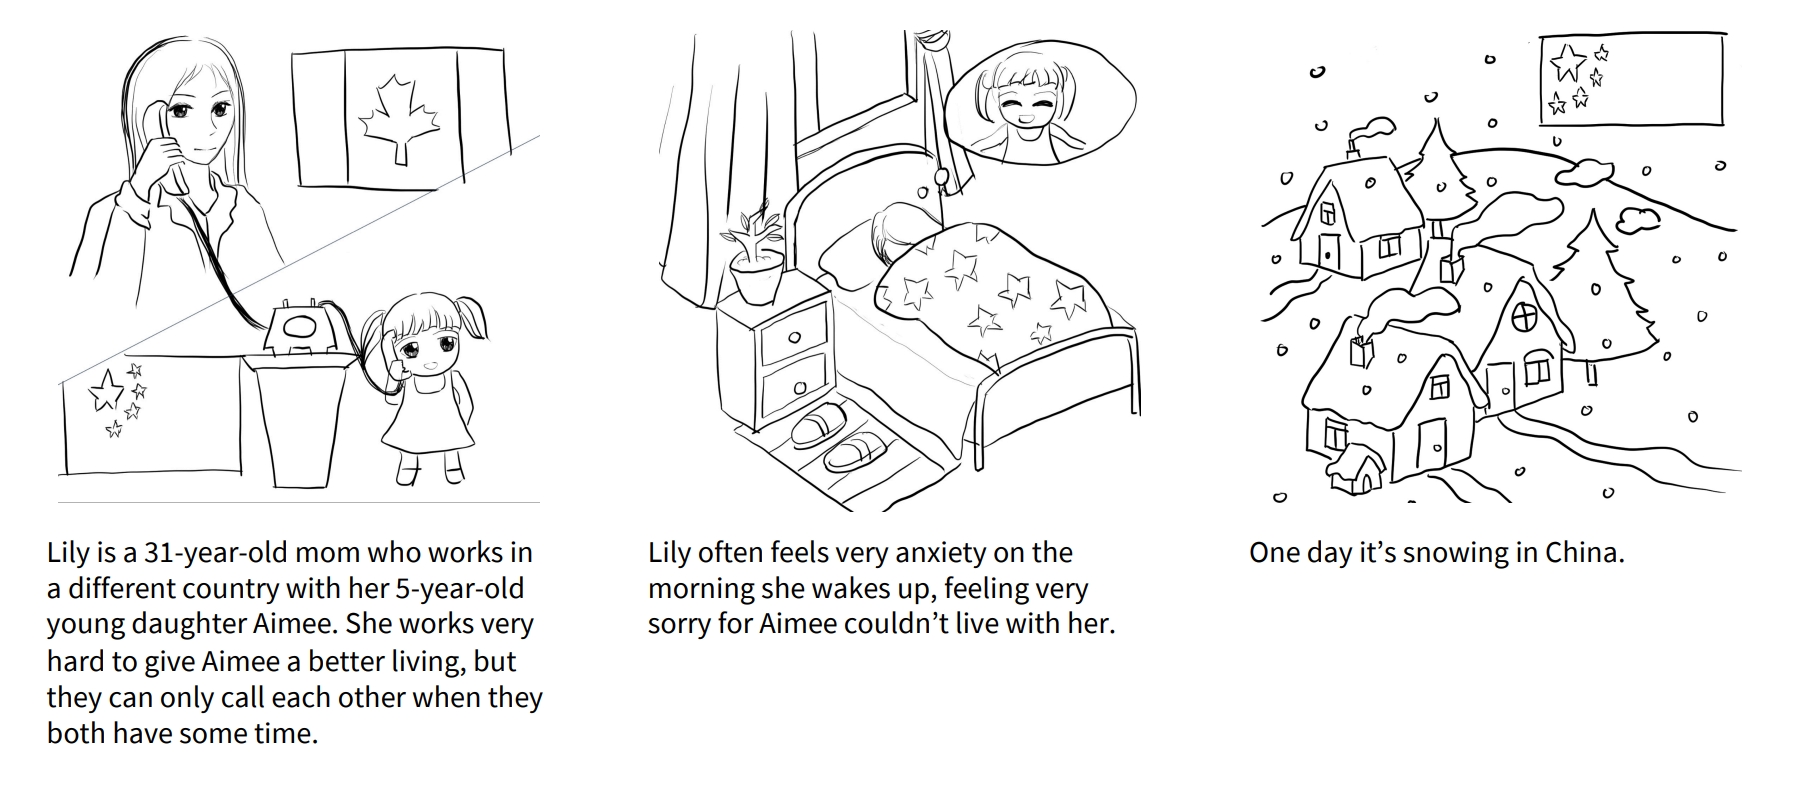 Lily is a 31-year-old mom who works in
a different country with her 5-year-old
young daughter Aimee. She works very
hard to give Aimee a better living, but
they can only call each other when they
both have some time.
Lily often feels very anxiety on the
morning she wakes up, feeling very
sorry for Aimee couldn’t live with her.
One day it’s snowing in China.